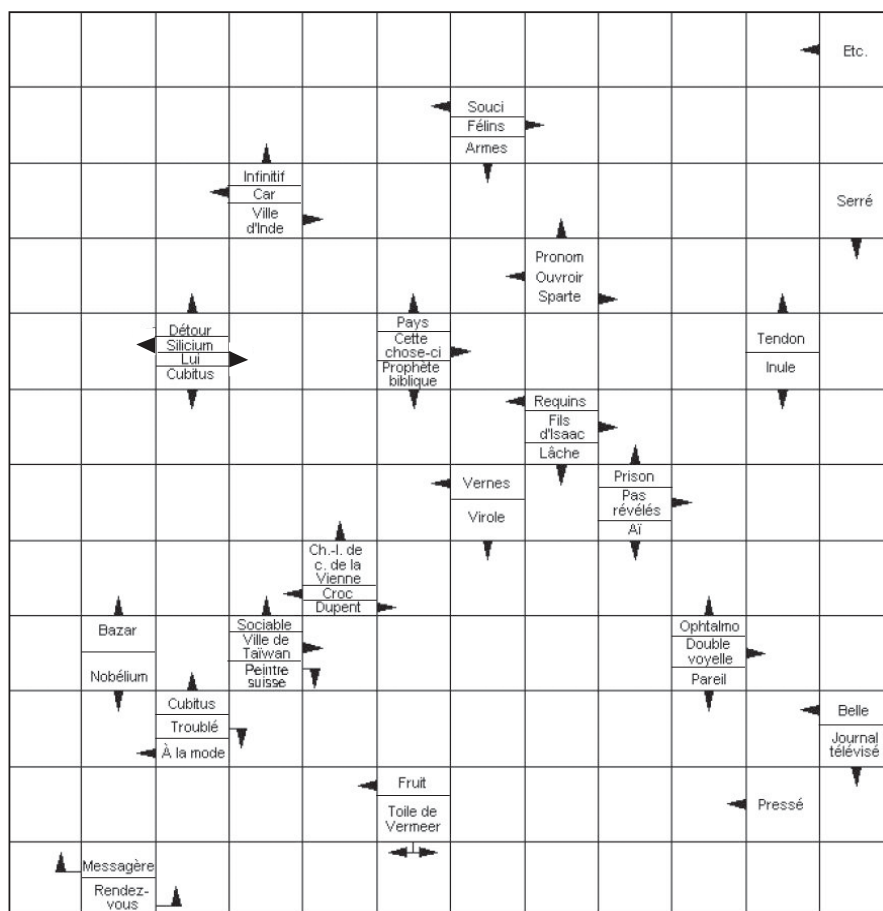 Etc.
Souci
Félins
Armes
Infinitif
Car
Ville
d'Inde
Serré
Pronom
Ouvroir
Sparte
Détour
Silicium
Lui
Cubitus
Pays
Cette
chose-ci
Prophète
biblique
Tendon
Inule
Requins
Fils
d'Isaac
Lâche
Vernes
Virole
Prison
Pas
révélés
Aï
Ch.-l. de
c. de la
Vienne
Croc
Dupent
Bazar
Nobélium
Sociable
Ville de
Taïwan
Peintre
suisse
Ophtalmo
Double
voyelle
Pareil
Cubitus
Troublé
À la mode
Belle
Journal
télévisé
Fruit
Toile de
Vermeer
Pressé
Messagère
Rendez-
vous